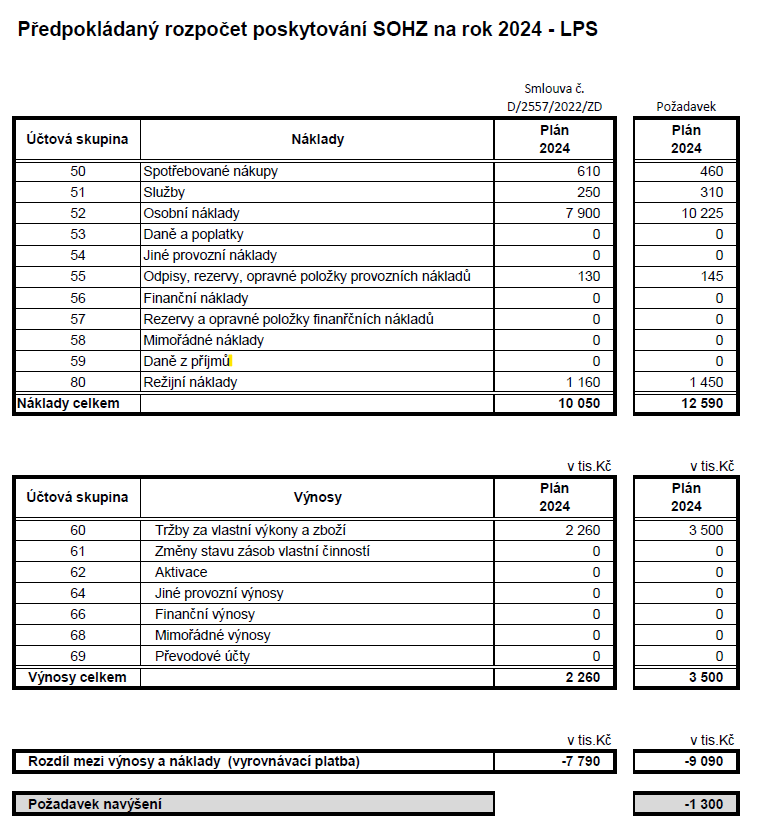 Předpokládaný rozpočet poskytování SOHZ na rok 2024 - LPS
Smlouva č.
D/2557/2022/ZD Požadavek
Účtová skupina Náklady Plán 2024 Plán 2024
50 Spotřebované nákupy 610 460
51 Služby 250 310
52 Osobní náklady 7 900 10 225
53 Daně a poplatky 0 0
54 Jiné provozní náklady 0 0
55 Odpisy, rezervy, opravné položky provozních nákladů 130 145
56 Finanční náklady 0 0
57 Rezervy a opravné položky finanřčních nákladů 0 0
58 Mimořádné náklady 0 0
59 Daně z příjmů 0 0
80 Režijní náklady 1 160 1 450
Náklady celkem 10 050 12 590
v tis.Kč v tis.Kč
Účtová skupina Výnosy Plán 2024 Plán 2024
60 Tržby za vlastní výkony a zboží 2 260 3 500
61 Změny stavu zásob vlastní činností 0 0
62 Aktivace 0 0
64 Jiné provozní výnosy 0 0
66 Finanční výnosy 0 0
68 Mimořádné výnosy 0 0
69 Převodové účty 0 0
Výnosy celkem 2 260 3 500
v tis.Kč v tis.Kč
Rozdíl mezi výnosy a náklady (vyrovnávací platba) -7 790 -9 090
Požadavek navýšení -1 300